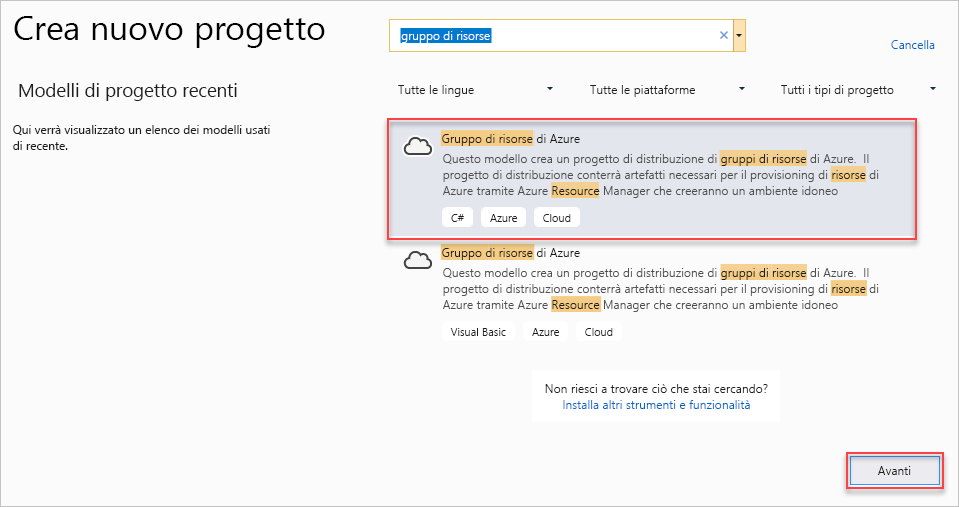 Crea nuovo progetto
gruppo di risorse
Cancella
Modelli di progetto recenti
Tutte le lingue
Tutte le piattaforme
Tutti i tipi di progetto
Qui verrà visualizzato un elenco dei modelli usati
di recente.
Gruppo di risorse di Azure
Questo modello crea un progetto di distribuzione di gruppi di risorse di Azure. Il
progetto di distribuzione conterrà artefatti necessari per il provisioning di risorse di
Azure tramite Azure Resource Manager che creeranno un ambiente idoneo
C#
Azure
Cloud
Gruppo di risorse di Azure
Questo modello crea un progetto di distribuzione di gruppi di risorse di Azure. Il
progetto di distribuzione conterrà artefatti necessari per il provisioning di risorse di
Azure tramite Azure Resource Manager che creeranno un ambiente idoneo
Visual Basic
Azure
Cloud
Non riesci a trovare ciò che stai cercando?
Installa altri strumenti e funzionalità
Avanti